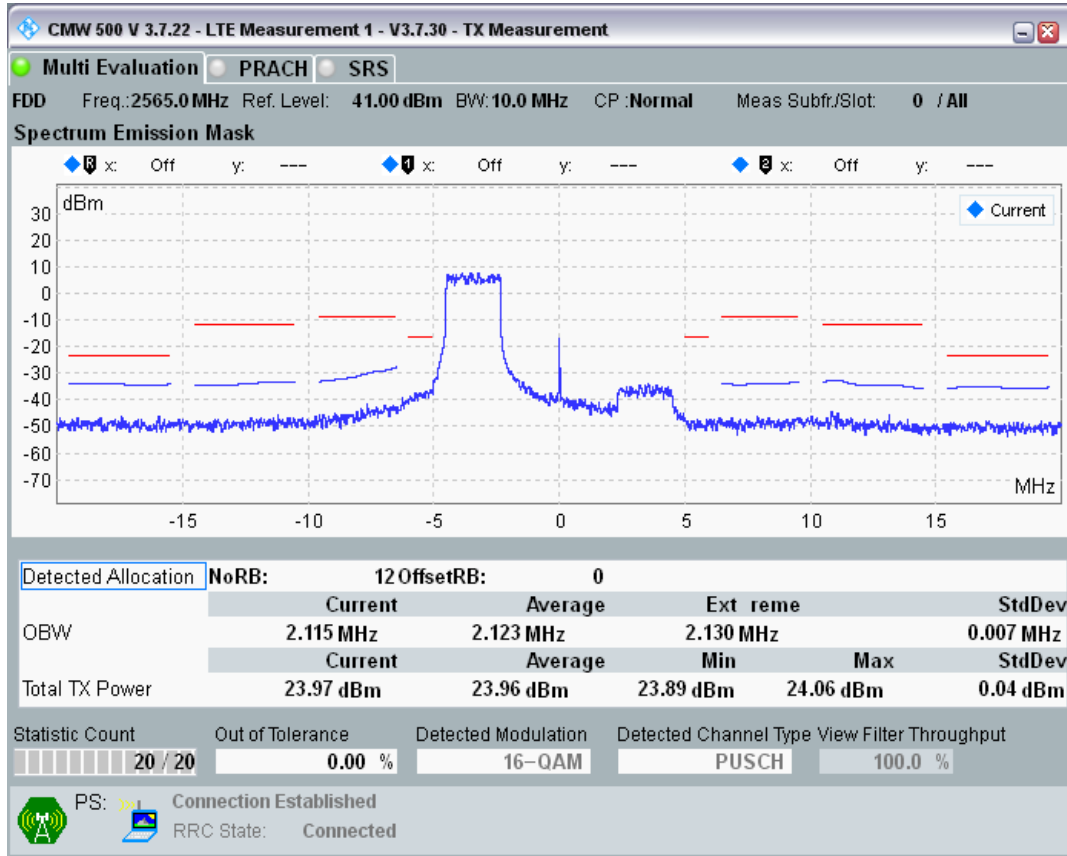 CMW 500 V 3.7.22 - LTE Measurement 1 - V3.7.30 - TX Measurement
Multi Evaluation PRACH SRS
FDD Freq.:2565.0 MHz Ref. Level: 41.00 dBm BW:10.0 MHz CP :Normal Meas Subfr./Slot: 0 / All
Spectrum Emission Mask
R x: Off y: --- 1 x: Off y: --- 2 x: Off y: ---
dBm
Current
30
20
10
0
-10
-20
-30
-40
-50
-60
-70
MHz
-15 -10 -5 0 5 10 15
Detected Allocation NoRB: 12 OffsetRB: 0
Current Average Ext reme StdDev
OBW 2.115 MHz 2.123 MHz 2.130 MHz 0.007 MHz
Current Average Min Max StdDev
Total TX Power 23.97 dBm 23.96 dBm 23.89 dBm 24.06 dBm 0.04 dBm
Statistic Count Out of Tolerance Detected Modulation Detected Channel Type View Filter Throughput
20 / 20 0.00 % 16-QAM PUSCH 100.0 %
PS: Connection Established
RRC State: Connected